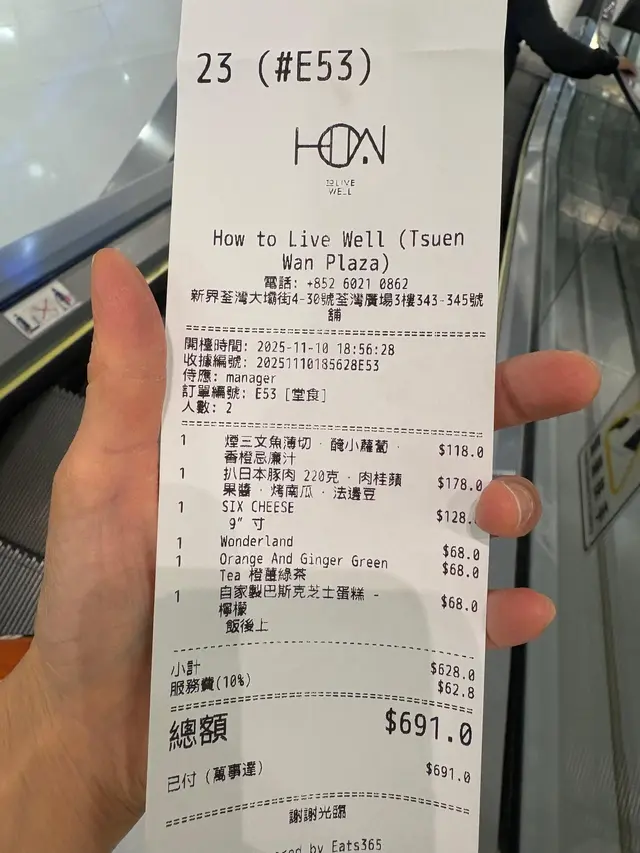 23 (#E53)
HOW
TO LIVE
WELL
How to Live Well (Tsuen
Wan Plaza)
電話: +852 6021 0862
新界荃灣大壩街4-30號荃灣廣場3樓343-345號
舖
開檯時間: 2025-11-10 18:56:28
收據編號: 20251110185628E53
侍應: manager
訂單編號: E53 [堂食]
人數: 2
1 煙三文魚薄切 · 醃小蘿蔔 · $118.0
香橙忌廉汁
1 扒日本豚肉 220克 · 肉桂蘋 $178.0
果醬 · 烤南瓜 · 法邊豆
1 SIX CHEESE $128.
9" 寸
1 Wonderland $68.0
1 Orange And Ginger Green $68.0
Tea 橙薑綠茶
1 自家製巴斯克芝士蛋糕 - $68.0
檸檬
飯後上
小計 $628.0
服務費(10%) $62.8
總額 $691.0
已付 (萬事達) $691.0
謝謝光臨
by Eats365